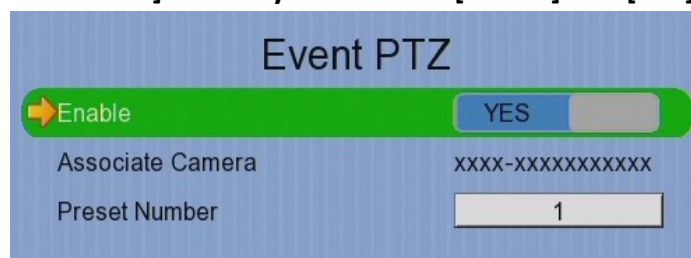 Event PTZ
Enable YES
Associate Camera xxxx-xxxxxxxxxxx
Preset Number 1